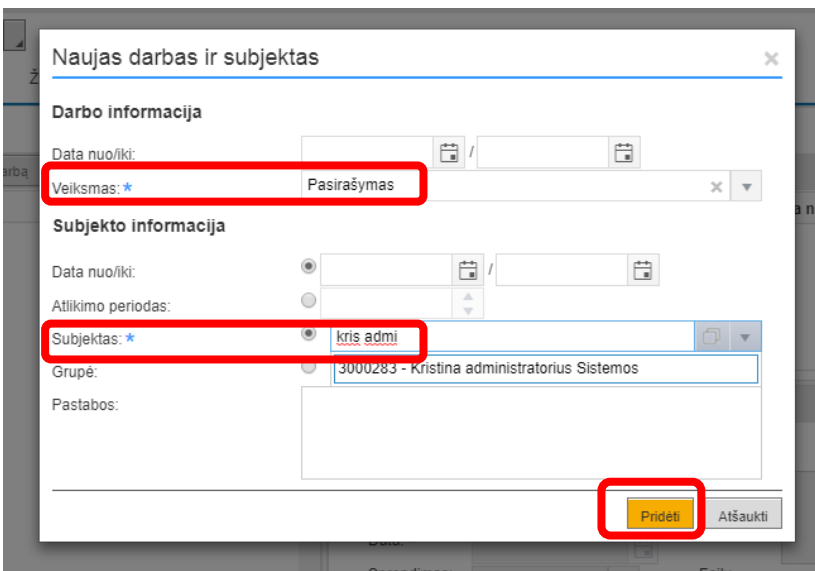 Naujas darbas ir subjektas
Darbo informacija
Data nuo/iki: /
Veiksmas: * Pasirašymas
Subjekto informacija
Data nuo/iki: /
Atlikimo periodas:
Subjektas: * kris admi
Grupė: 3000283 - Kristina administratorius Sistemos
Pastabos:
Pridėti Atšaukti